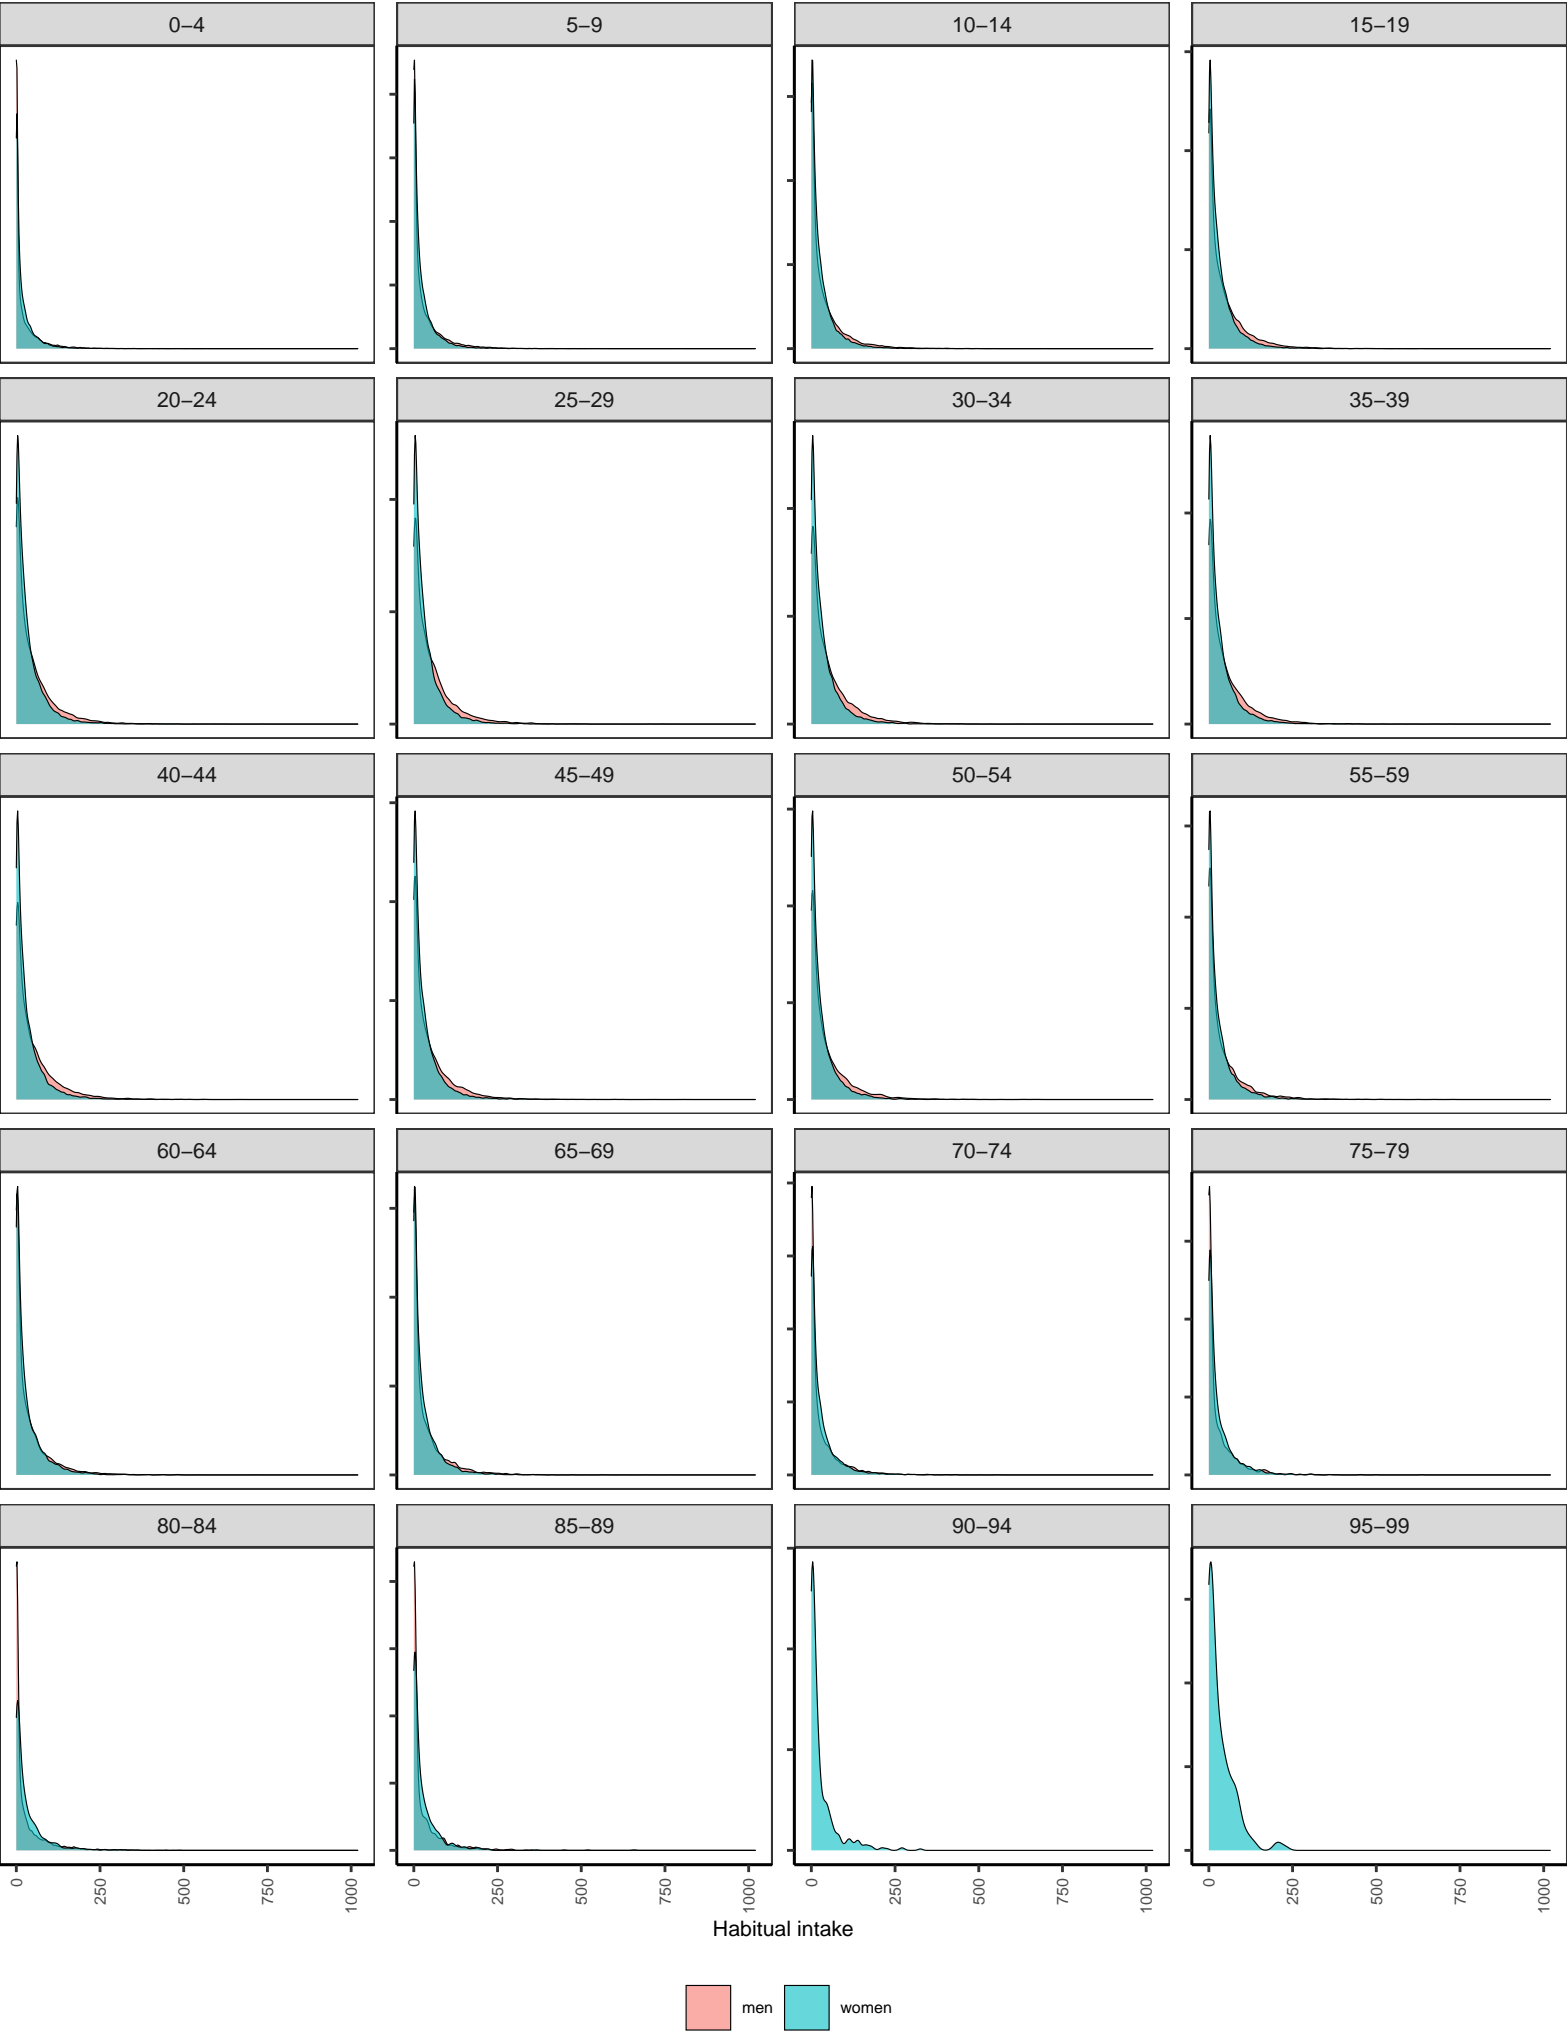 0–4 5–9 10–14 15–19
20–24 25–29 30–34 35–39
40–44 45–49 50–54 55–59
60–64 65–69 70–74 75–79
80–84 85–89 90–94 95–99
0 250 500 750 1000 0 250 500 750 1000 0 250 500 750 1000 0 250 500 750 1000
Habitual intake
men women